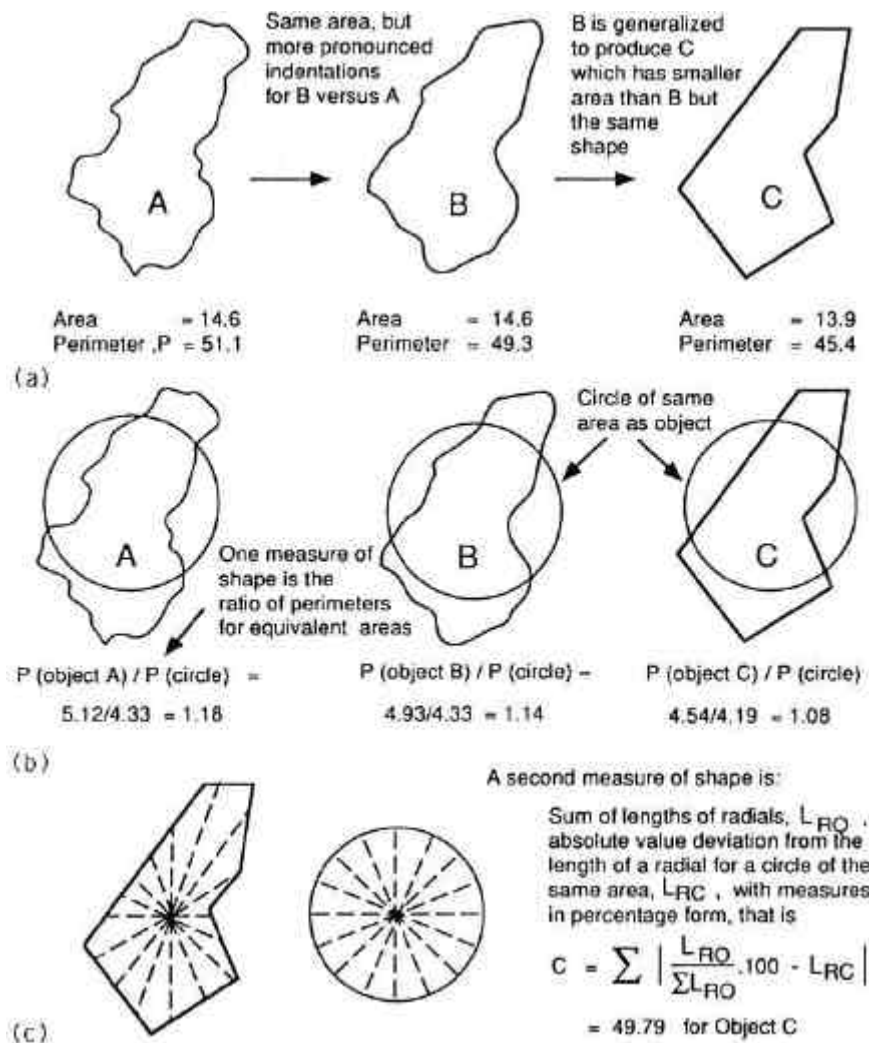 Same area, but
more pronounced
indentations
for B versus A
B is generalized
to produce C
which has smaller
area than B but
the same
shape
A
B
C
Area = 14.6
Perimeter ,P = 51.1
Area = 14.6
Perimeter = 49.3
Area = 13.9
Perimeter = 45.4
(a)
Circle of same
area as object
A
B
C
One measure of
shape is the
ratio of perimeters
for equivalent areas
P (object A) / P (circle) =
5.12/4.33 = 1.18
P (object B) / P (circle) =
4.93/4.33 = 1.14
P (object C) / P (circle)
4.54/4.19 = 1.08
(b)
A second measure of shape is:
Sum of lengths of radials, L_RO ,
absolute value deviation from the
length of a radial for a circle of the
same area, L_RC , with measures
in percentage form, that is
C = ∑ | L_RO / ΣL_RO .100 - L_RC |
= 49.79 for Object C
(c)